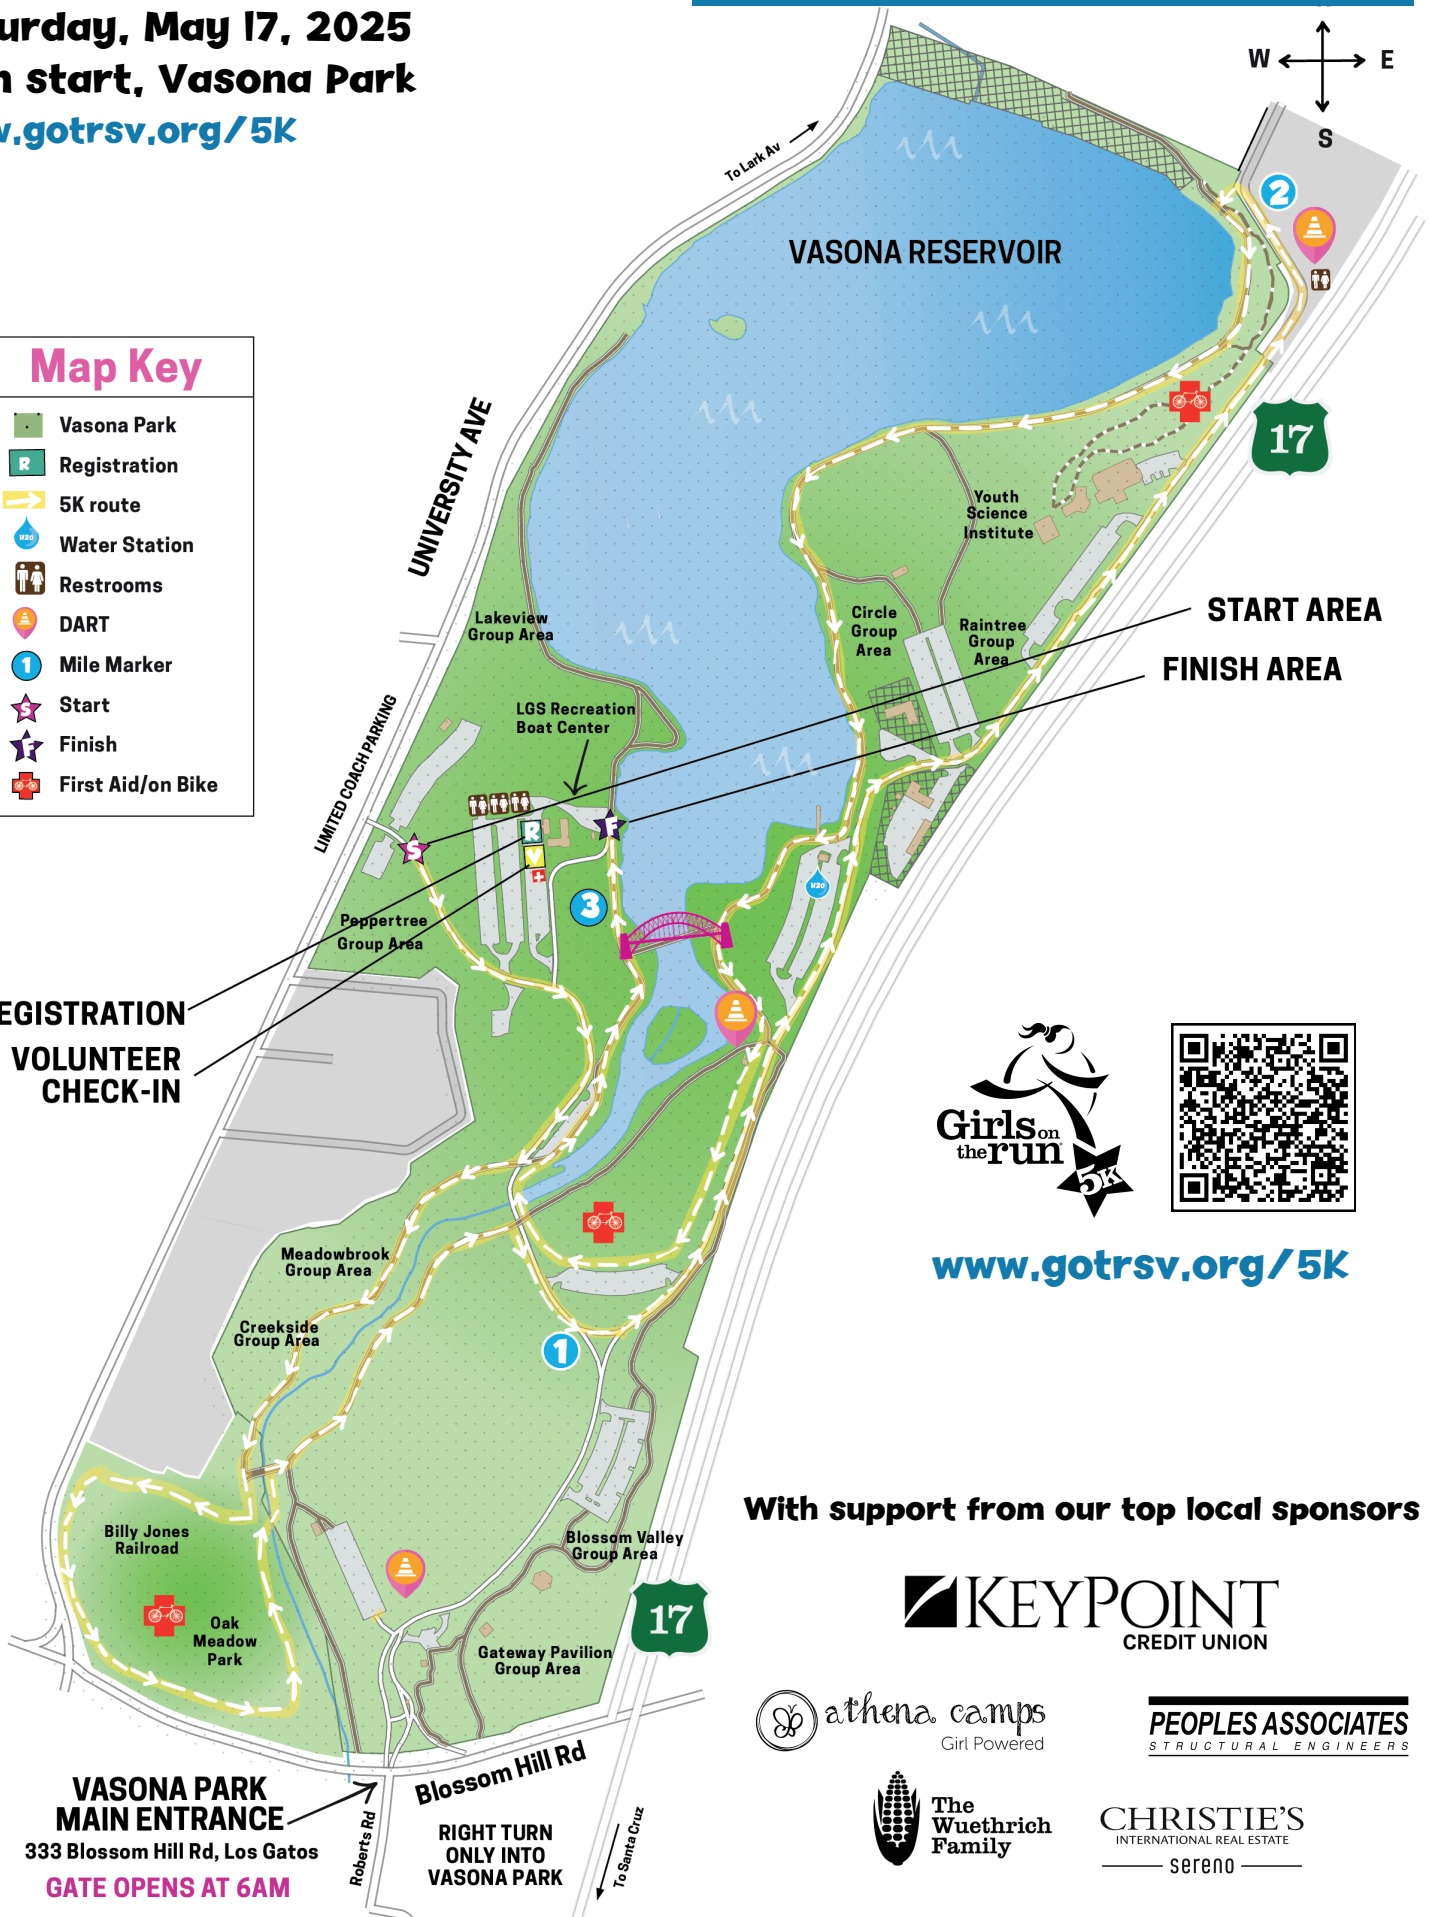 urday, May 17, 2025
start, Vasona Park
.gotrsv.org/5K
W
E
S
To Lark Av
2
VASONA RESERVOIR
Map Key
Vasona Park
R
Registration
5K route
H2O
Water Station
Restrooms
DART
1
Mile Marker
S
Start
F
Finish
First Aid/on Bike
UNIVERSITY AVE
17
Youth
Science
Institute
Lakeview
Group Area
Circle
Group
Area
Raintree
Group
Area
START AREA
FINISH AREA
LGS Recreation
Boat Center
LIMITED COACH PARKING
S
R
V
F
H2O
3
Peppertree
Group Area
EGISTRATION
VOLUNTEER
CHECK-IN
Girls on
the run
5K
www.gotrsv.org/5K
Meadowbrook
Group Area
Creekside
Group Area
1
Billy Jones
Railroad
Oak
Meadow
Park
Blossom Valley
Group Area
Gateway Pavilion
Group Area
17
With support from our top local sponsors
KEYPOINT
CREDIT UNION
athena camps
Girl Powered
PEOPLES ASSOCIATES
STRUCTURAL ENGINEERS
The
Wuethrich
Family
CHRISTIE'S
INTERNATIONAL REAL ESTATE
sereno
VASONA PARK
MAIN ENTRANCE
333 Blossom Hill Rd, Los Gatos
GATE OPENS AT 6AM
Roberts Rd
Blossom Hill Rd
RIGHT TURN
ONLY INTO
VASONA PARK
To Santa Cruz